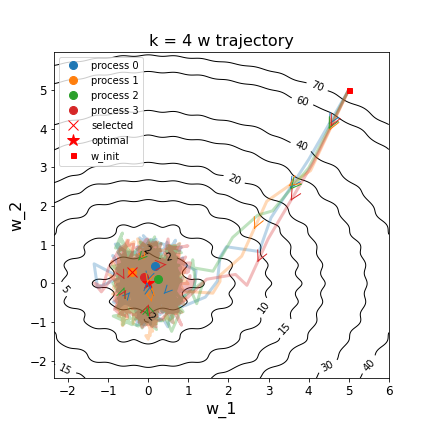 k = 4 w trajectory
process 0
process 1
process 2
process 3
selected
optimal
w_init
70
60
40
20
2
2
5
5
10
15
15
30
40
5
4
3
2
1
0
−1
−2
w_2
−2 −1 0 1 2 3 4 5 6
w_1